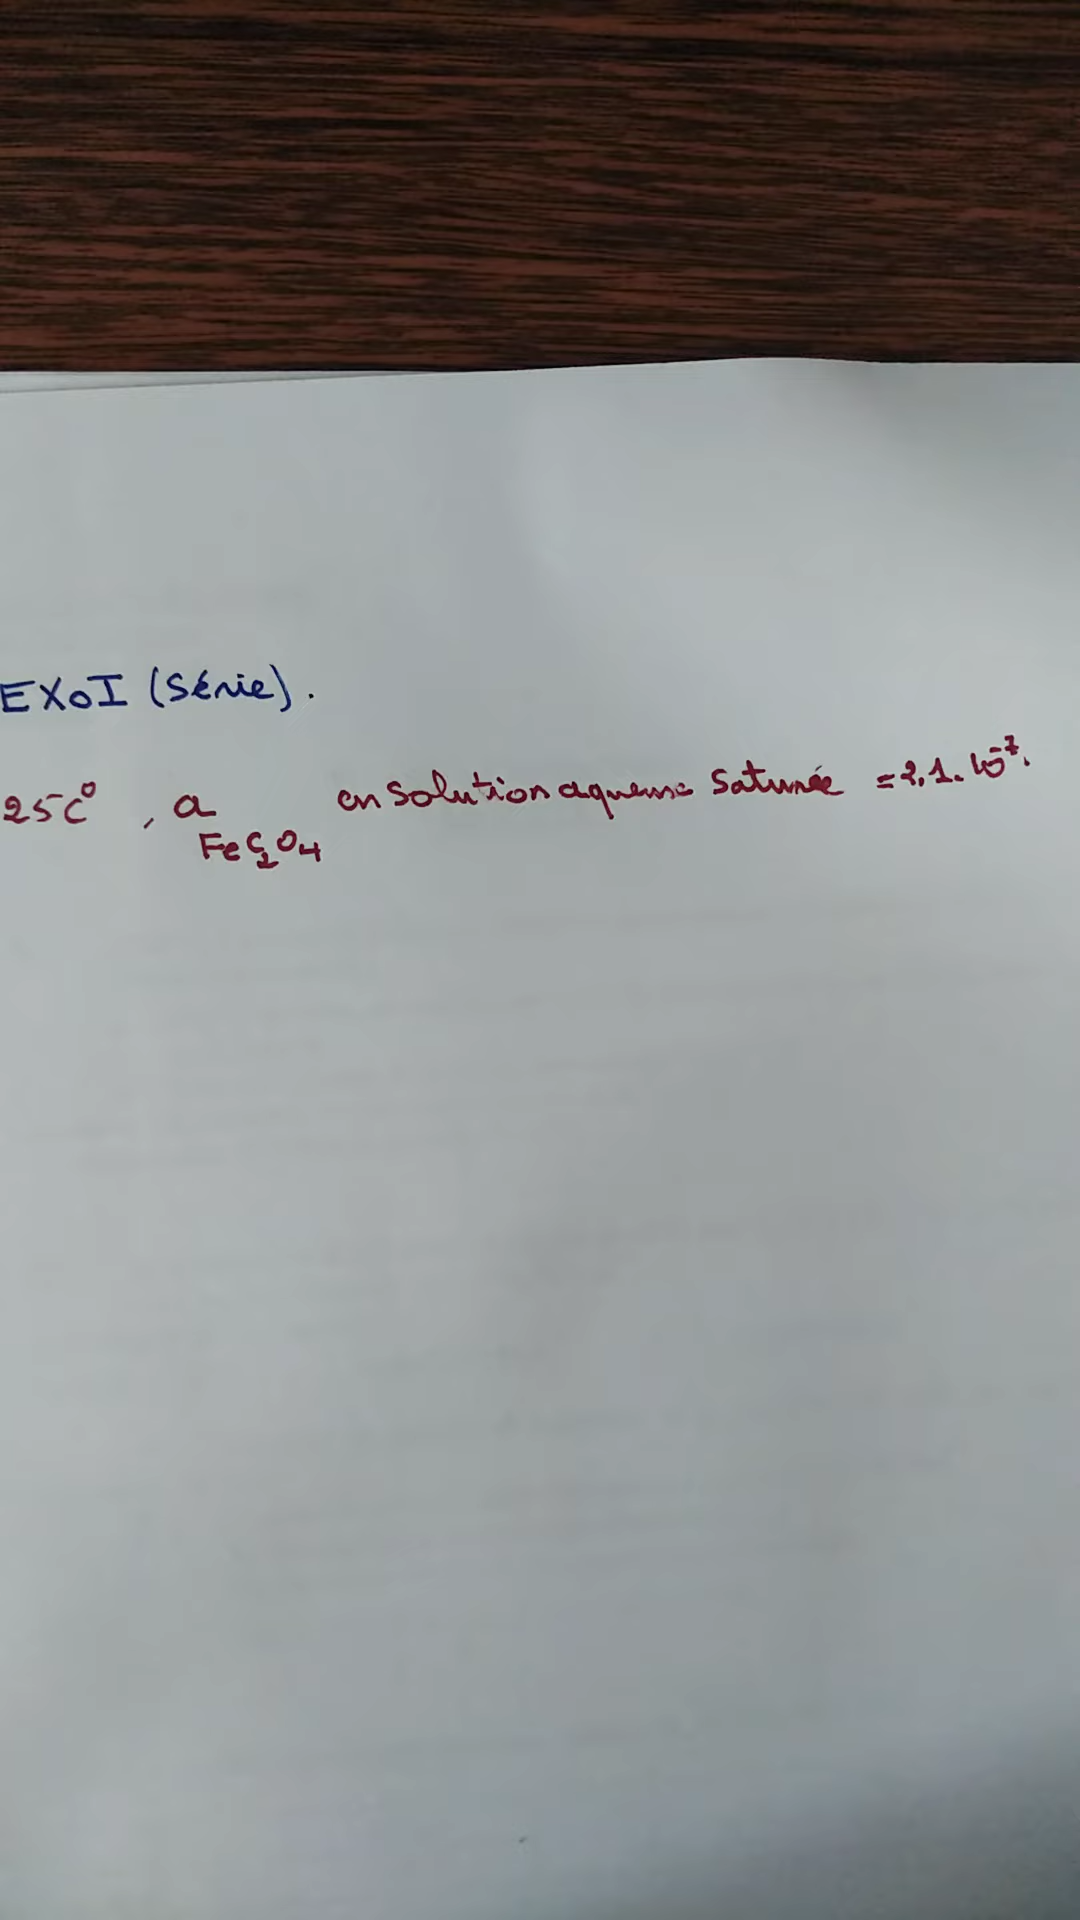 EXOI (Série).
25C° , a FeC2O4 en solution aqueuse saturée = 2,1.10⁻⁷.